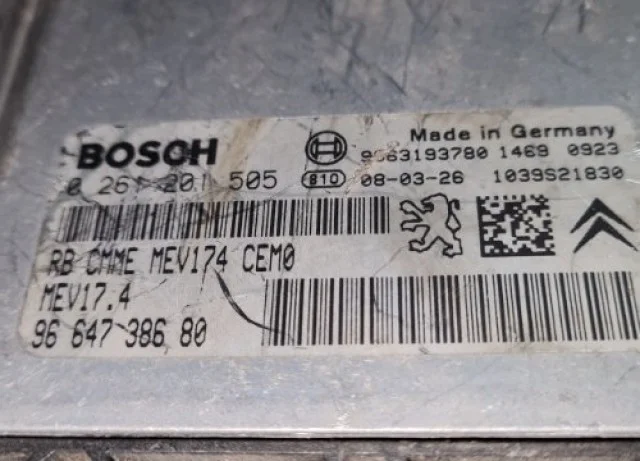 BOSCH
Made in Germany
9663193780 1469 0923
0 261 201 505
810
08-03-26
1039S21830
RB CMME MEV174 CEM0
MEV17.4
96 647 386 80